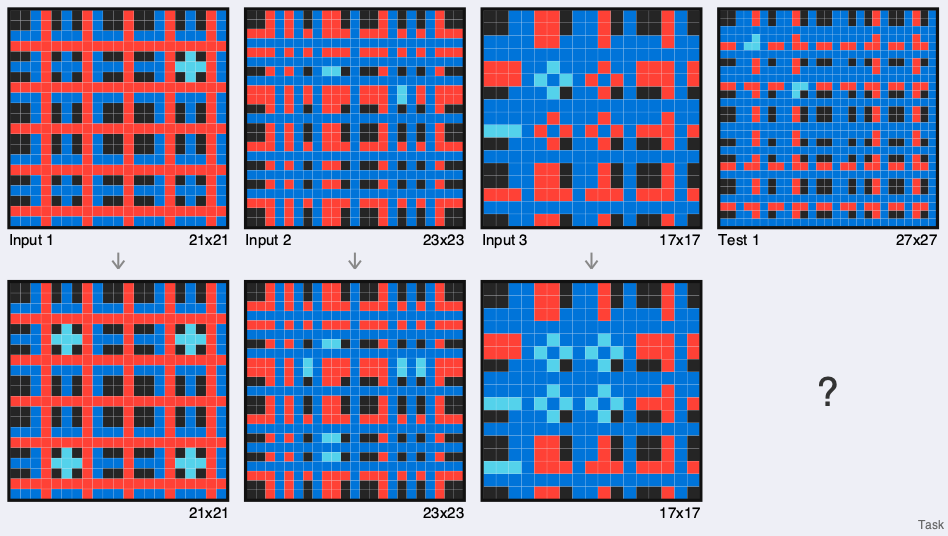 Input 1 21x21
Input 2 23x23
Input 3 17x17
Test 1 27x27
?
21x21
23x23
17x17
Task